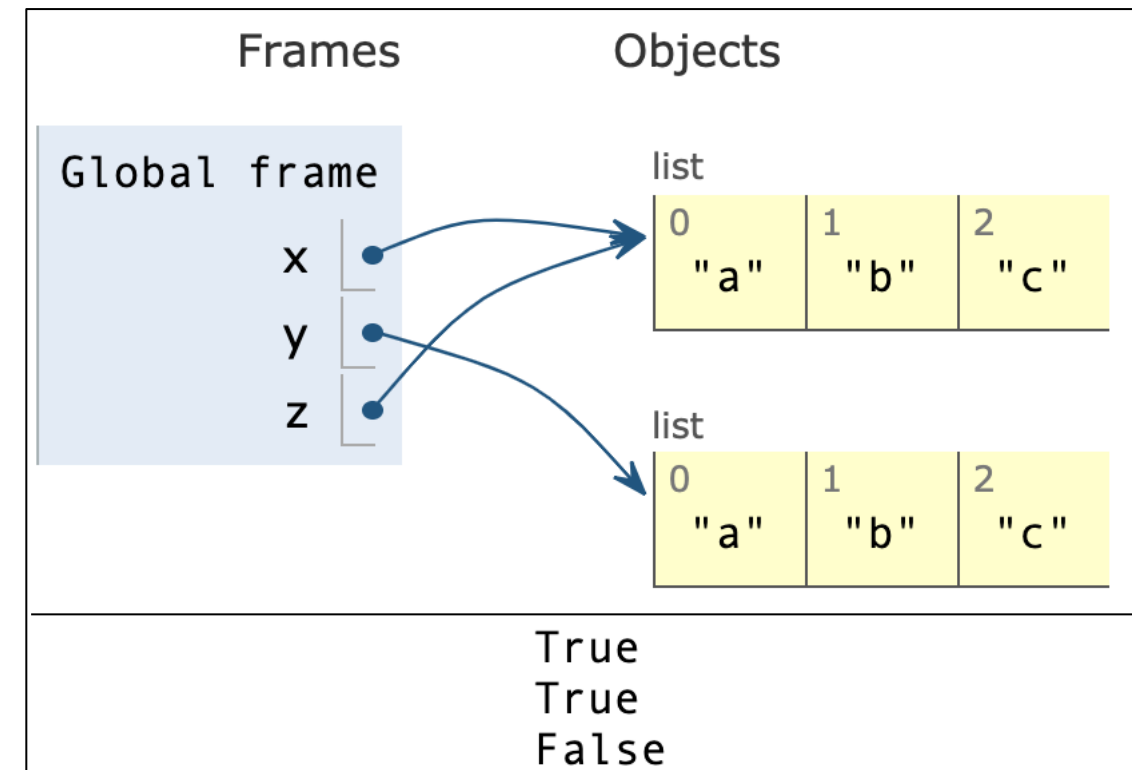 Frames Objects
Global frame
x
y
z
list
0 1 2
"a" "b" "c"
list
0 1 2
"a" "b" "c"
True
True
False